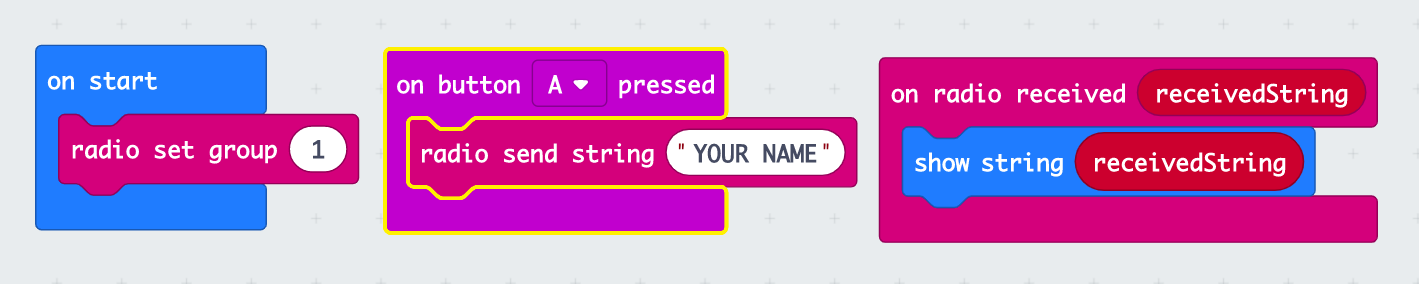 on start
radio set group 1
on button A pressed
radio send string "YOUR NAME"
on radio received receivedString
show string receivedString